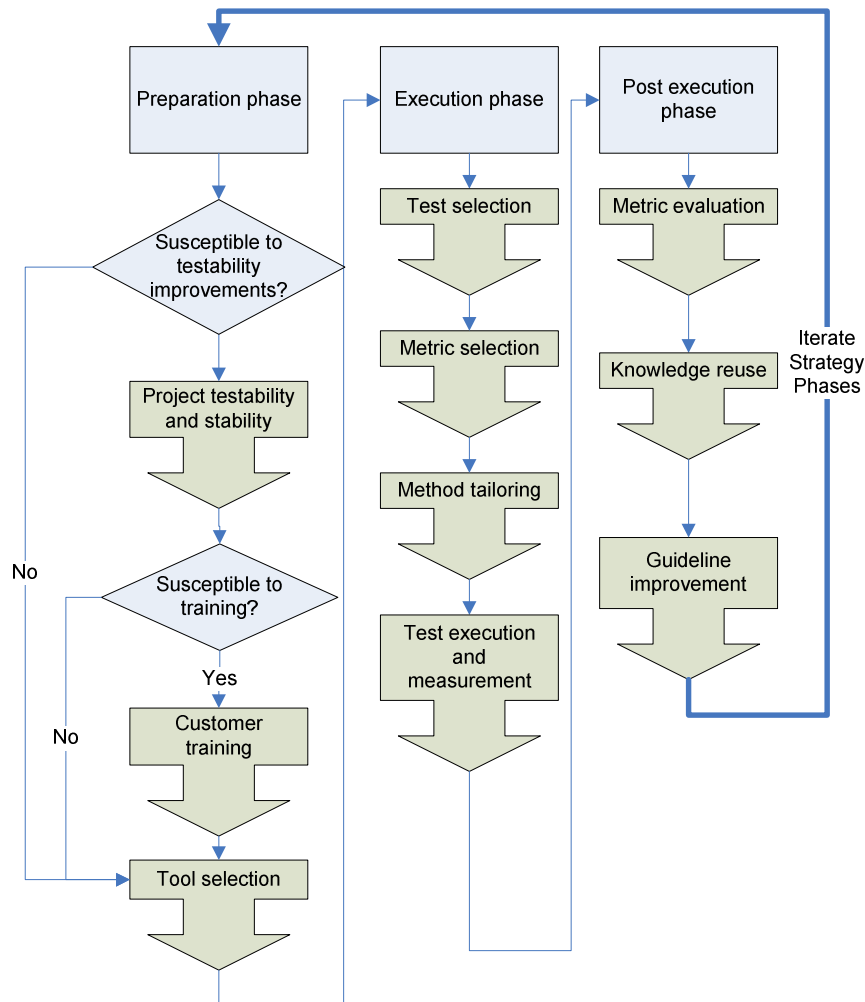 Preparation phase
Susceptible to
testability
improvements?
Project testability
and stability
No
Susceptible to
training?
Yes
No
Customer
training
Tool selection
Execution phase
Test selection
Metric selection
Method tailoring
Test execution
and
measurement
Post execution
phase
Metric evaluation
Knowledge reuse
Guideline
improvement
Iterate
Strategy
Phases